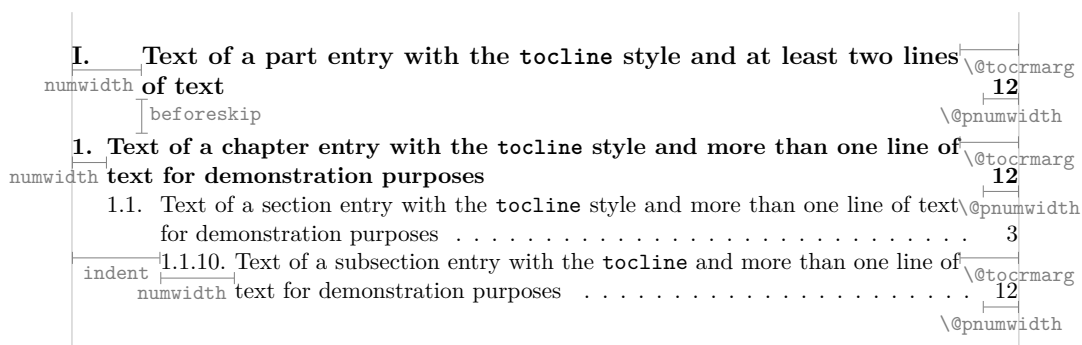 I. Text of a part entry with the tocline style and at least two lines \@tocrmarg
numwidth of text 12
beforeskip \@pnumwidth
1. Text of a chapter entry with the tocline style and more than one line of \@tocrmarg
numwidth text for demonstration purposes 12
1.1. Text of a section entry with the tocline style and more than one line of text \@pnumwidth
for demonstration purposes . . . . . . . . . . . . . . . . . . . . . . . . . . . . . 3
indent 1.1.10. Text of a subsection entry with the tocline and more than one line of \@tocrmarg
numwidth text for demonstration purposes . . . . . . . . . . . . . . . . . . . . . . 12
\@pnumwidth